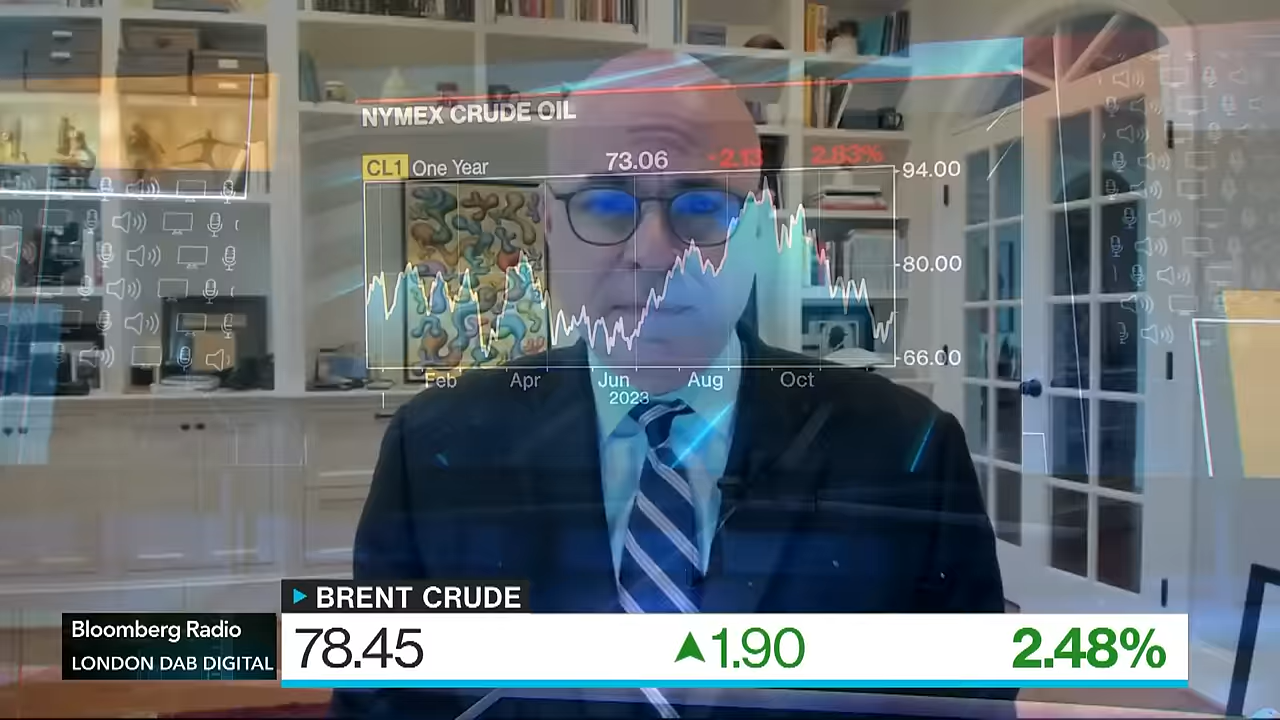 NYMEX CRUDE OIL
CL1 One Year 73.06 -2.13 2.83%
94.00
80.00
66.00
Feb Apr Jun Aug Oct
2023
BRENT CRUDE
Bloomberg Radio
LONDON DAB DIGITAL
78.45 ▲1.90 2.48%